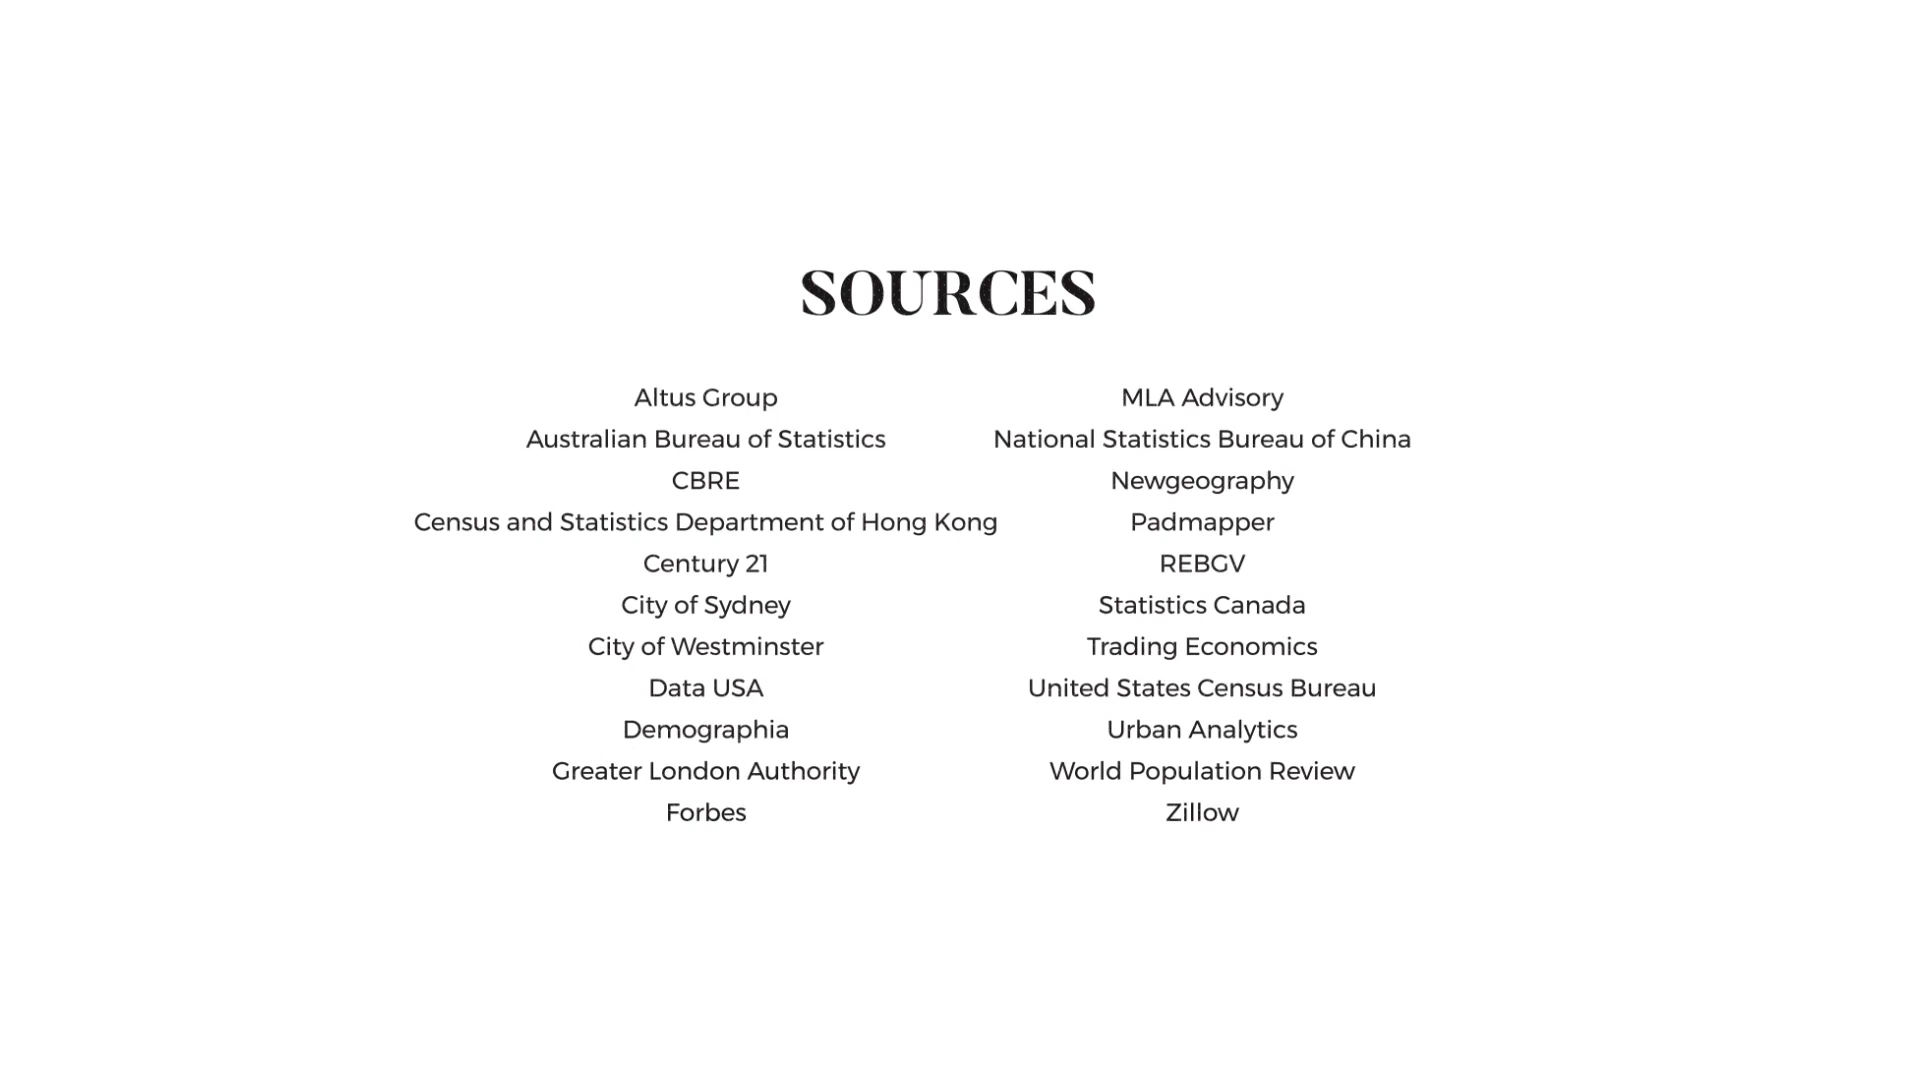 SOURCES
Altus Group
Australian Bureau of Statistics
CBRE
Census and Statistics Department of Hong Kong
Century 21
City of Sydney
City of Westminster
Data USA
Demographia
Greater London Authority
Forbes
MLA Advisory
National Statistics Bureau of China
Newgeography
Padmapper
REBGV
Statistics Canada
Trading Economics
United States Census Bureau
Urban Analytics
World Population Review
Zillow